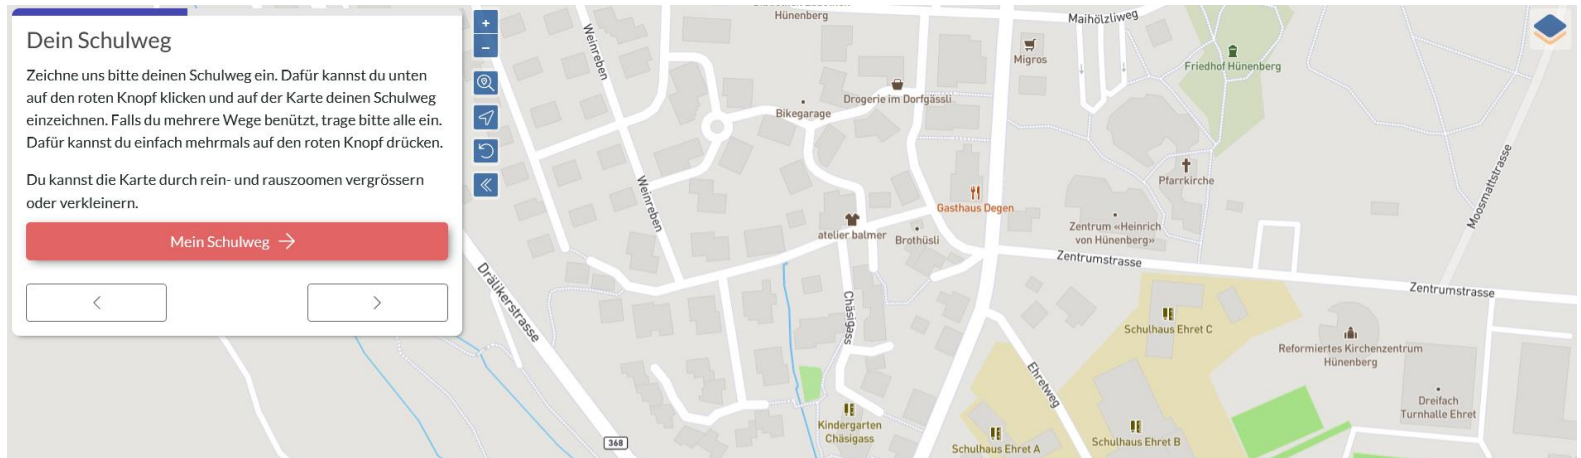 Dein Schulweg
Zeichne uns bitte deinen Schulweg ein. Dafür kannst du unten
auf den roten Knopf klicken und auf der Karte deinen Schulweg
einzeichnen. Falls du mehrere Wege benützt, trage bitte alle ein.
Dafür kannst du einfach mehrmals auf den roten Knopf drücken.
Du kannst die Karte durch rein- und rauszoomen vergrössern
oder verkleinern.
Mein Schulweg
+
−
Hünenberg
Maihölzliweg
Weinreben
Migros
Friedhof Hünenberg
Drogerie im Dorfgässli
Bikegarage
Pfarrkirche
Moosmattstrasse
Weinreben
Gasthaus Degen
Zentrum «Heinrich
von Hünenberg»
atelier balmer
Brothüsli
Zentrumstrasse
Zentrumstrasse
Drälikerstrasse
Chäsigass
Schulhaus Ehret C
Reformiertes Kirchenzentrum
Hünenberg
Ehretweg
Dreifach
Turnhalle Ehret
Kindergarten
Chäsigass
368
Schulhaus Ehret A
Schulhaus Ehret B